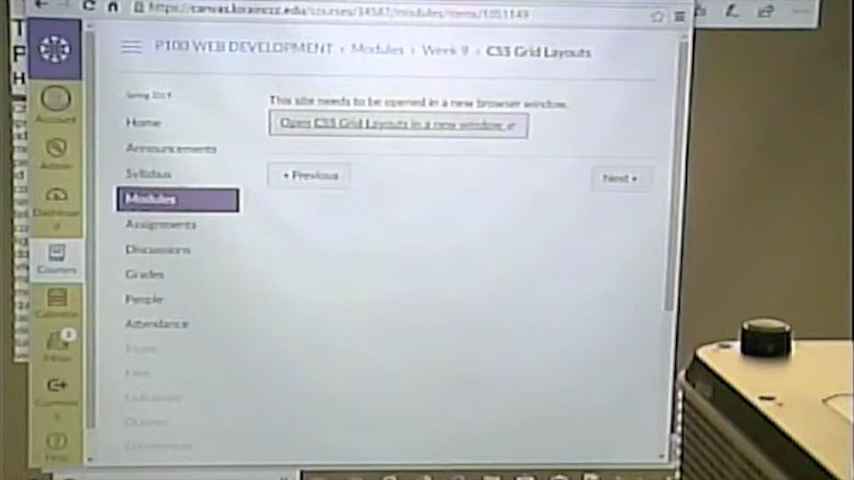 P100 WEB DEVELOPMENT › Modules › Week 9 › CSS Grid Layouts
Spring 2019
This site needs to be opened in a new browser window.
Home
Open CSS Grid Layouts in a new window
Announcements
Syllabus
◂ Previous
Next ▸
Modules
Assignments
Discussions
Grades
People
Attendance
Account
Admin
Courses
Calendar
Help